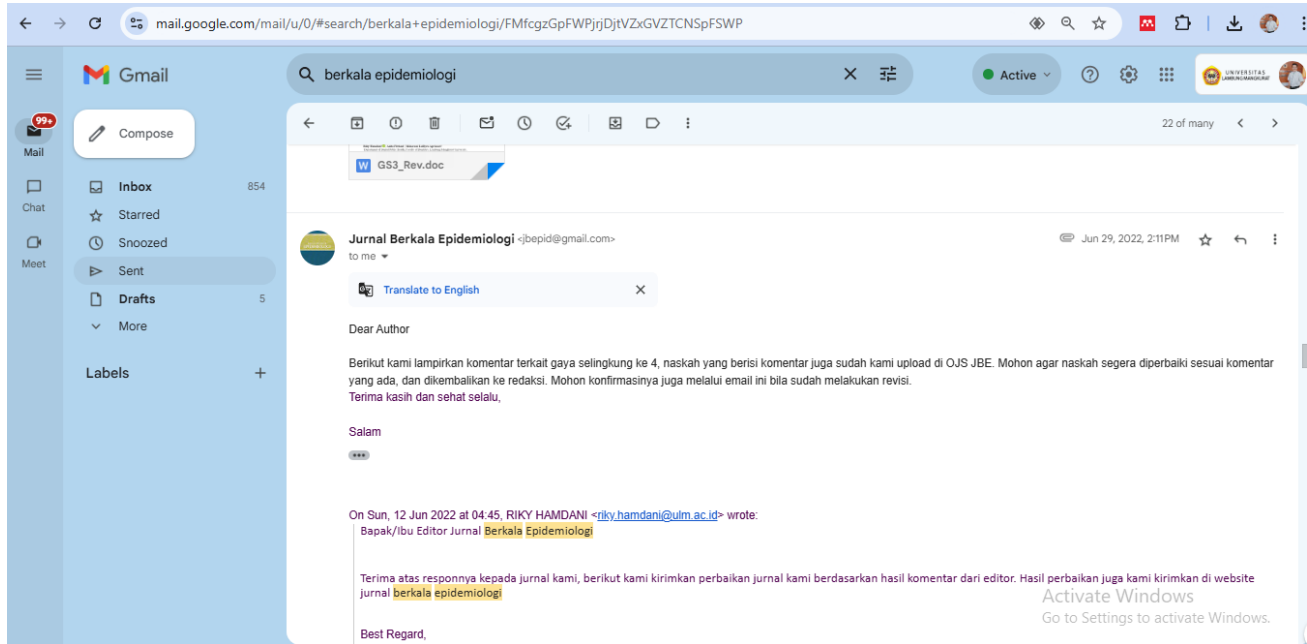 mail.google.com/mail/u/0/#search/berkala+epidemiologi/FMfcgzGpFWPjrjDjtVZxGVZTCNSpFSWP
Gmail
berkala epidemiologi
Active
UNIVERSITAS
LAMBUNG MANGKURAT
99+
Mail
Chat
Meet
Compose
Inbox 854
Starred
Snoozed
Sent
Drafts 5
More
Labels
22 of many
W GS3_Rev.doc
Jurnal Berkala Epidemiologi <jbepid@gmail.com> Jun 29, 2022, 2:11 PM
to me
Translate to English
Dear Author
Berikut kami lampirkan komentar terkait gaya selingkung ke 4, naskah yang berisi komentar juga sudah kami upload di OJS JBE. Mohon agar naskah segera diperbaiki sesuai komentar
yang ada, dan dikembalikan ke redaksi. Mohon konfirmasinya juga melalui email ini bila sudah melakukan revisi.
Terima kasih dan sehat selalu,
Salam
On Sun, 12 Jun 2022 at 04:45, RIKY HAMDANI <riky.hamdani@ulm.ac.id> wrote:
Bapak/Ibu Editor Jurnal Berkala Epidemiologi
Terima atas responnya kepada jurnal kami, berikut kami kirimkan perbaikan jurnal kami berdasarkan hasil komentar dari editor. Hasil perbaikan juga kami kirimkan di website
jurnal berkala epidemiologi
Best Regard,
Activate Windows
Go to Settings to activate Windows.